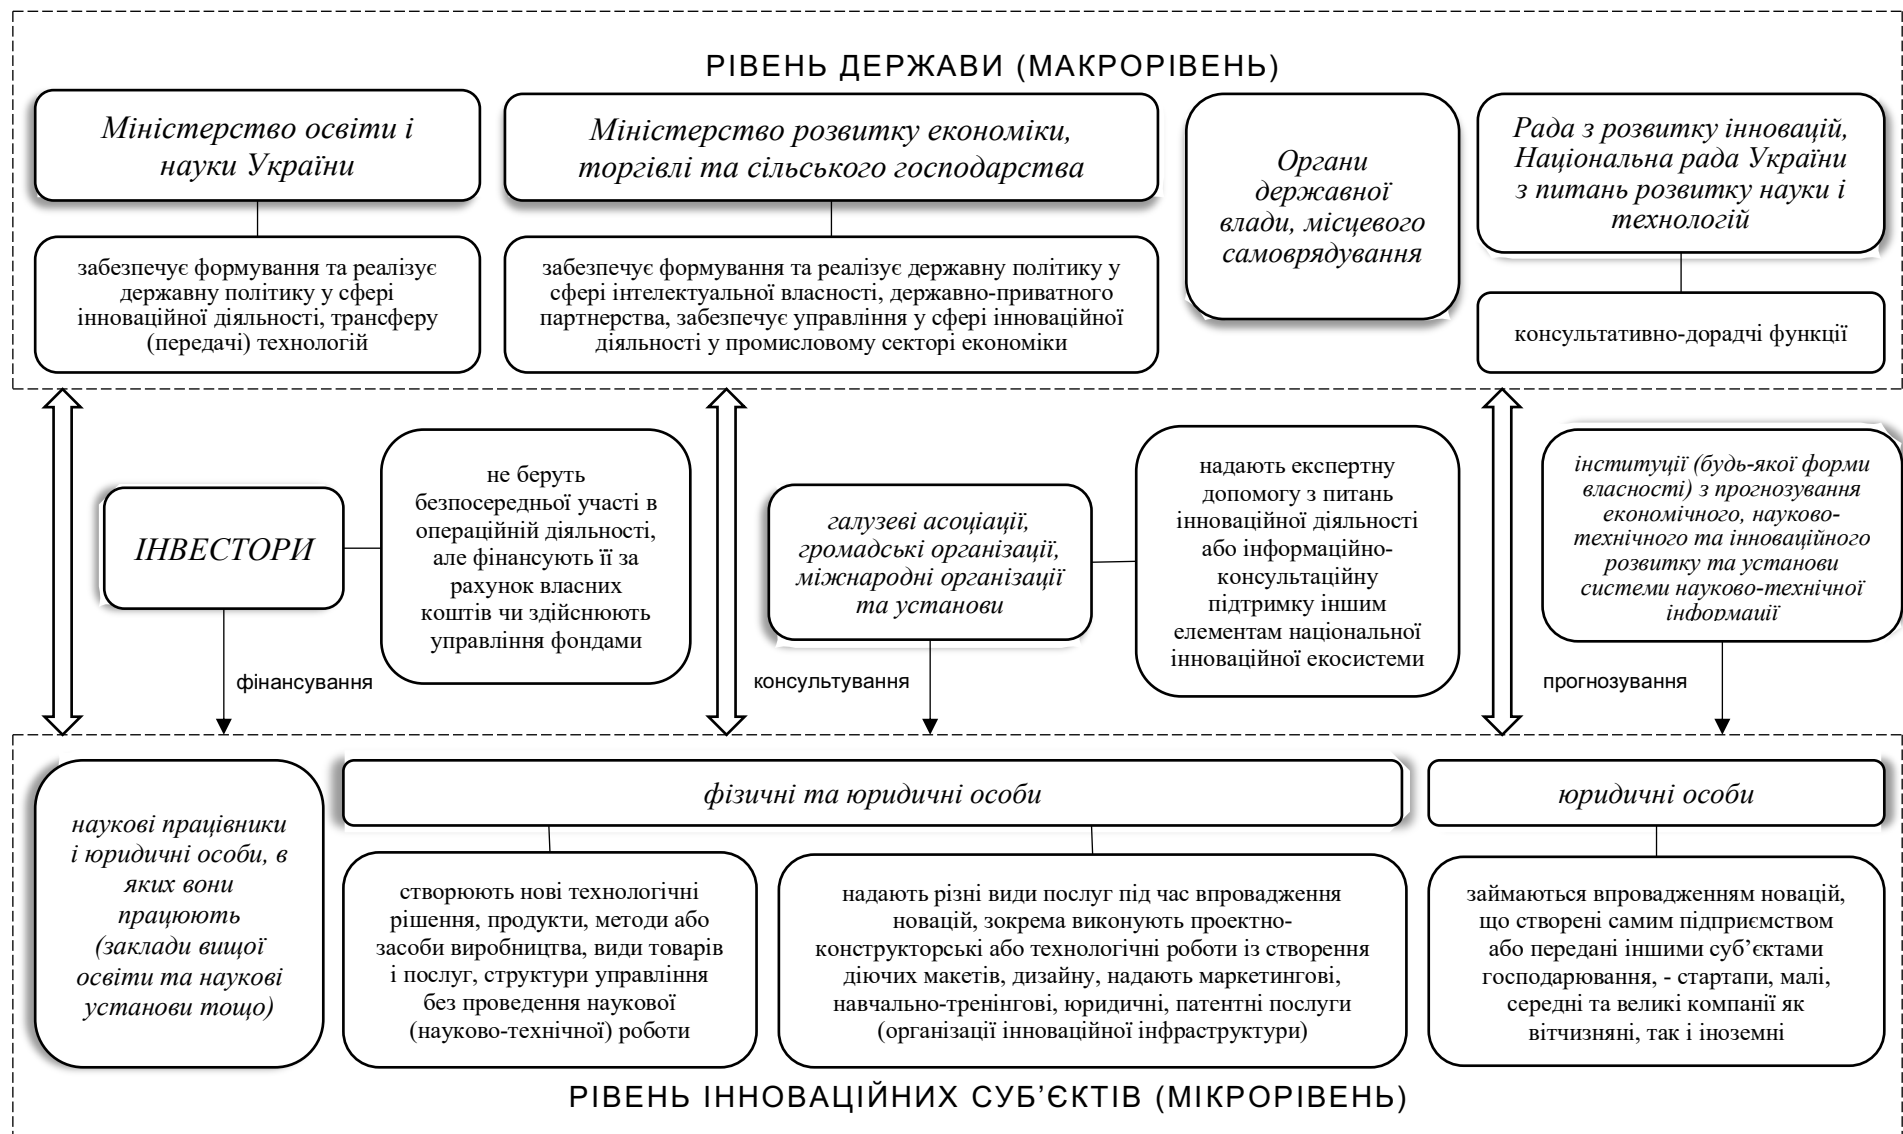 РІВЕНЬ ДЕРЖАВИ (МАКРОРІВЕНЬ)
Міністерство освіти і
науки України
Міністерство розвитку економіки,
торгівлі та сільського господарства
Органи
державної
влади, місцевого
самоврядування
Рада з розвитку інновацій,
Національна рада України
з питань розвитку науки і
технологій
забезпечує формування та реалізує
державну політику у сфері
інноваційної діяльності, трансферу
(передачі) технологій
забезпечує формування та реалізує державну політику у
сфері інтелектуальної власності, державно-приватного
партнерства, забезпечує управління у сфері інноваційної
діяльності у промисловому секторі економіки
консультативно-дорадчі функції
ІНВЕСТОРИ
не беруть
безпосередньої участі в
операційній діяльності,
але фінансують її за
рахунок власних
коштів чи здійснюють
управління фондами
фінансування
галузеві асоціації,
громадські організації,
міжнародні організації
та установи
надають експертну
допомогу з питань
інноваційної діяльності
або інформаційно-
консультаційну
підтримку іншим
елементам національної
інноваційної екосистеми
консультування
інституції (будь-якої форми
власності) з прогнозування
економічного, науково-
технічного та інноваційного
розвитку та установи
системи науково-технічної
інформації
прогнозування
наукові працівники
і юридичні особи, в
яких вони
працюють
(заклади вищої
освіти та наукові
установи тощо)
фізичні та юридичні особи
створюють нові технологічні
рішення, продукти, методи або
засоби виробництва, види товарів
і послуг, структури управління
без проведення наукової
(науково-технічної) роботи
надають різні види послуг під час впровадження
новацій, зокрема виконують проектно-
конструкторські або технологічні роботи із створення
діючих макетів, дизайну, надають маркетингові,
навчально-тренінгові, юридичні, патентні послуги
(організації інноваційної інфраструктури)
юридичні особи
займаються впровадженням новацій,
що створені самим підприємством
або передані іншими суб’єктами
господарювання, - стартапи, малі,
середні та великі компанії як
вітчизняні, так і іноземні
РІВЕНЬ ІННОВАЦІЙНИХ СУБ’ЄКТІВ (МІКРОРІВЕНЬ)